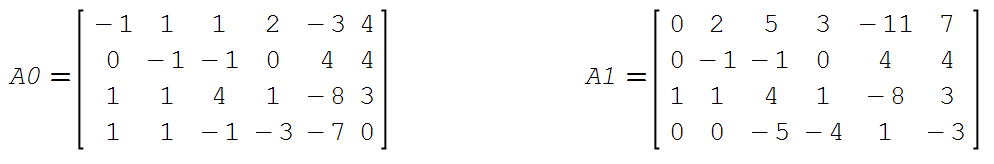 A0 = [ -1 1 1 2 -3 4 A1 = [ 0 2 5 3 -11 7
0 -1 -1 0 4 4 0 -1 -1 0 4 4
1 1 4 1 -8 3 1 1 4 1 -8 3
1 1 -1 -3 -7 0 ] 0 0 -5 -4 1 -3 ]